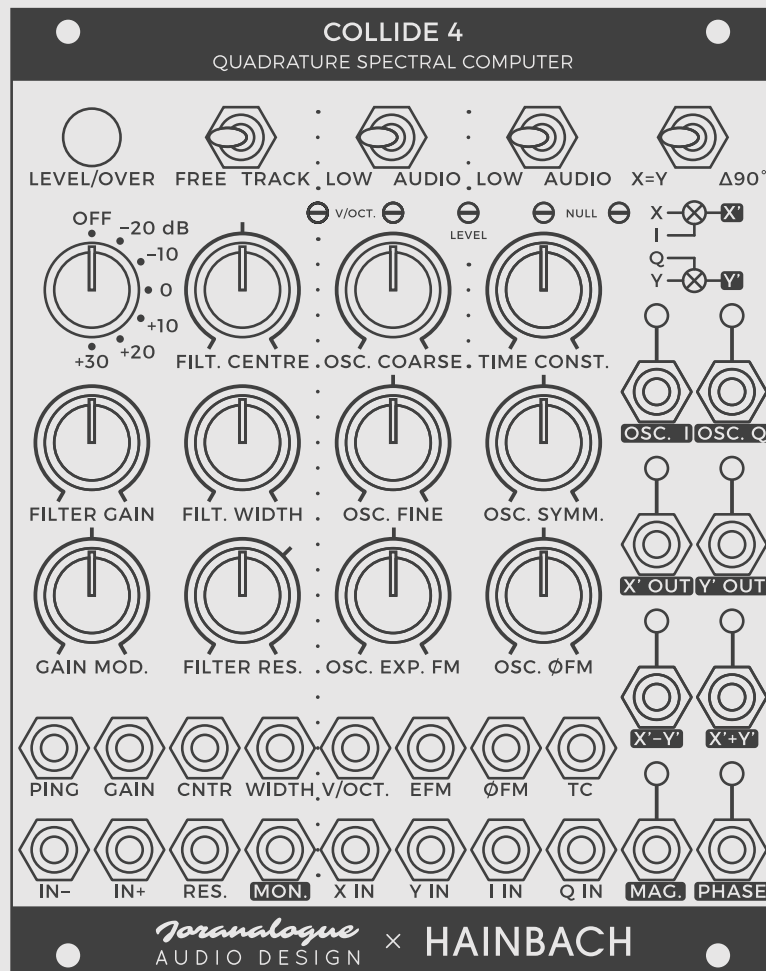 COLLIDE 4
QUADRATURE SPECTRAL COMPUTER
LEVEL/OVER FREE TRACK LOW AUDIO LOW AUDIO X=Y Δ90°
OFF
-20 dB
-10
0
+10
+20
+30
V/OCT.
LEVEL
NULL
X X'
I
Q
Y Y'
FILT. CENTRE OSC. COARSE TIME CONST.
OSC. I OSC. Q
FILTER GAIN FILT. WIDTH OSC. FINE OSC. SYMM.
X' OUT Y' OUT
GAIN MOD. FILTER RES. OSC. EXP. FM OSC. ØFM
X'-Y' X'+Y'
PING GAIN CNTR WIDTH V/OCT. EFM ØFM TC
IN- IN+ RES. MON. X IN Y IN I IN Q IN MAG. PHASE
Joranalogue × HAINBACH
AUDIO DESIGN